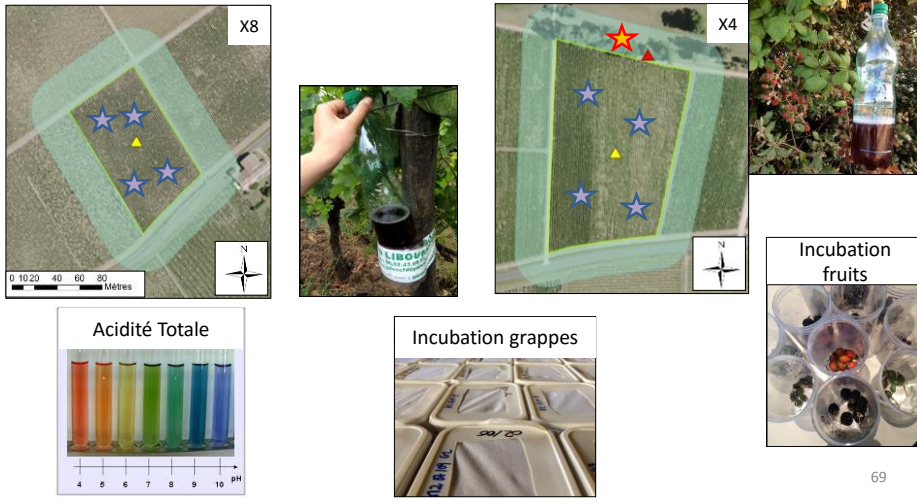 X8
N
0 10 20 40 60 80
Mètres
LIBOU
X4
N
Incubation
fruits
Acidité Totale
4 5 6 7 8 9 10 pH
Incubation grappes
69